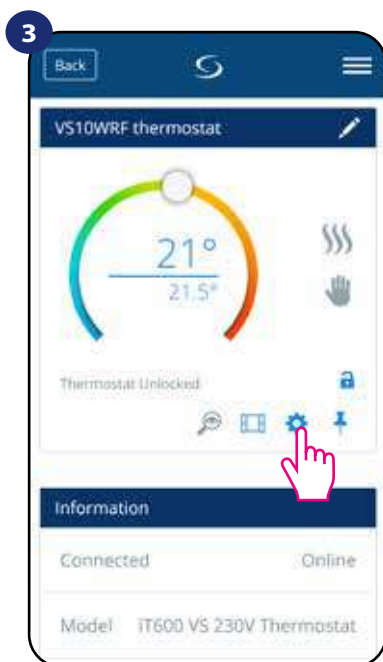 3
Back
VS10WRF thermostat
21°
21.5°
Thermostat Unlocked
Information
Connected Online
Model iT600 VS 230V Thermostat